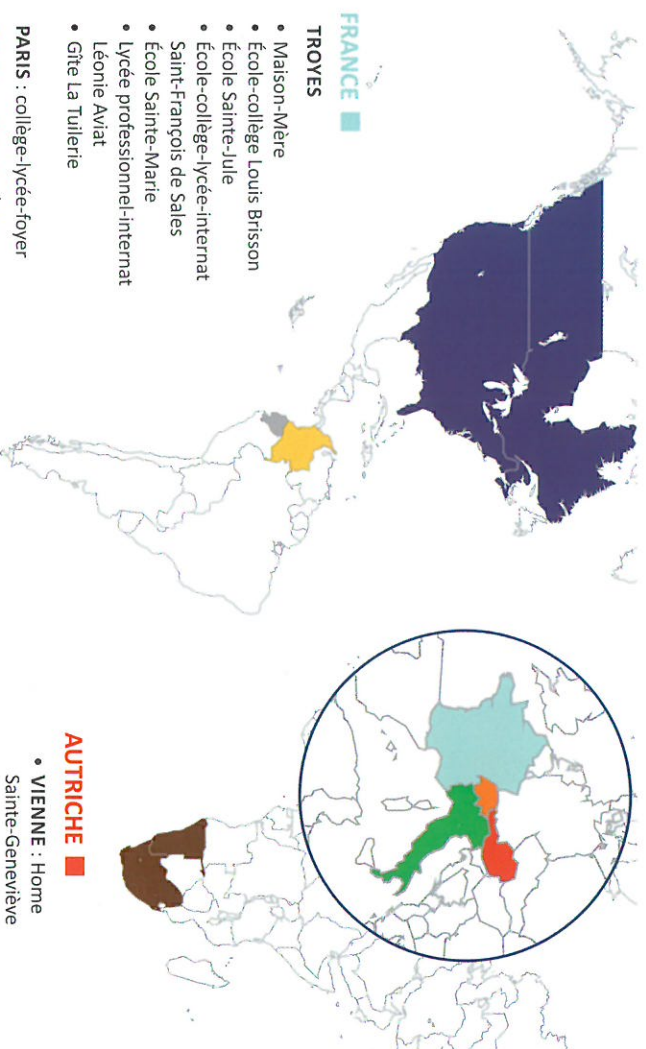 FRANCE
TROYES
• Maison-Mère
• École-collège Louis Brisson
• École Sainte-Jule
• École-collège-lycée-internat
Saint-François de Sales
• École Sainte-Marie
• Lycée professionnel-internat
Léonie Aviat
• Gîte La Tuilerie
PARIS : collège-lycée-foyer
AUTRICHE
• VIENNE : Home
Sainte-Geneviève